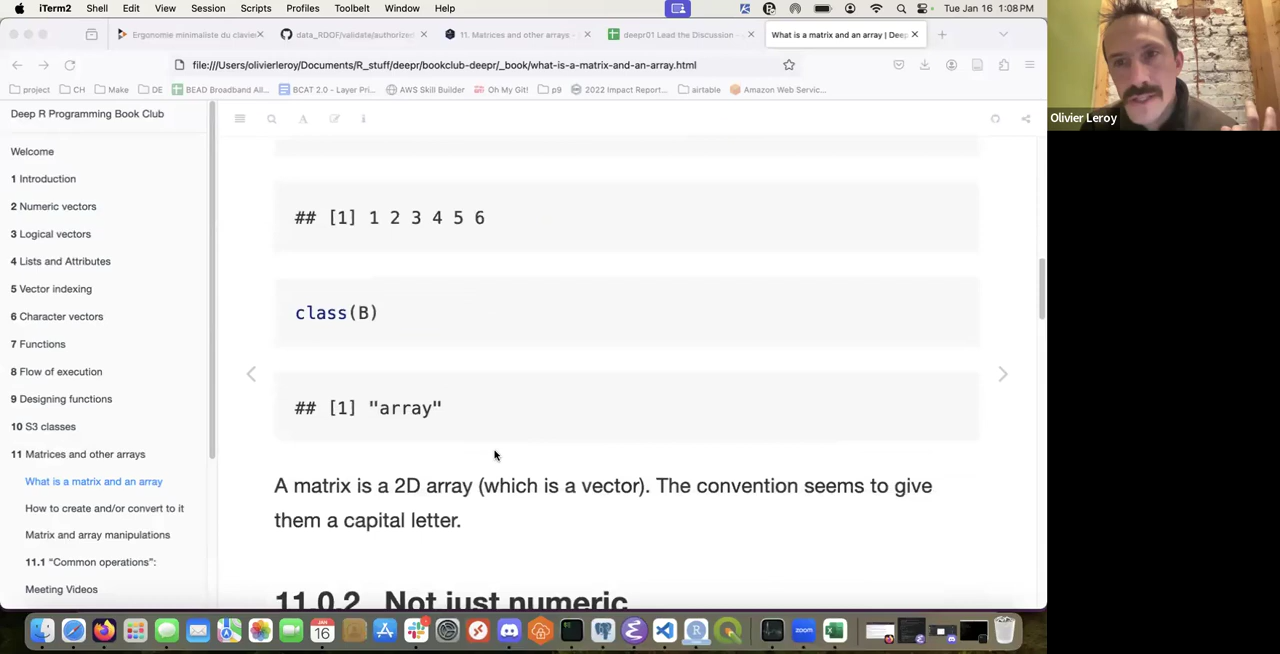 iTerm2 Shell Edit View Session Scripts Profiles Toolbelt Window Help Tue Jan 16 1:08 PM
Ergonomie minimaliste du clavier
data_RDOF/validata/authorized
11. Matrices and other arrays -
deepr01 Lead the Discussion -
What is a matrix and an array | Deep
file:///Users/olivierleroy/Documents/R_stuff/deepr/bookclub-deepr/_book/what-is-a-matrix-and-an-array.html
project CH Make DE BEAD Broadband All... BCAT 2.0 - Layer Pri... AWS Skill Builder Oh My Git! p9 2022 Impact Report... airtable Amazon Web Servic...
Deep R Programming Book Club
Welcome
1 Introduction
2 Numeric vectors
3 Logical vectors
4 Lists and Attributes
5 Vector indexing
6 Character vectors
7 Functions
8 Flow of execution
9 Designing functions
10 S3 classes
11 Matrices and other arrays
What is a matrix and an array
How to create and/or convert to it
Matrix and array manipulations
11.1 “Common operations”:
Meeting Videos
## [1] 1 2 3 4 5 6
class(B)
## [1] "array"
A matrix is a 2D array (which is a vector). The convention seems to give
them a capital letter.
11.0.2 Not just numeric
Olivier Leroy
JAN
16
zoom